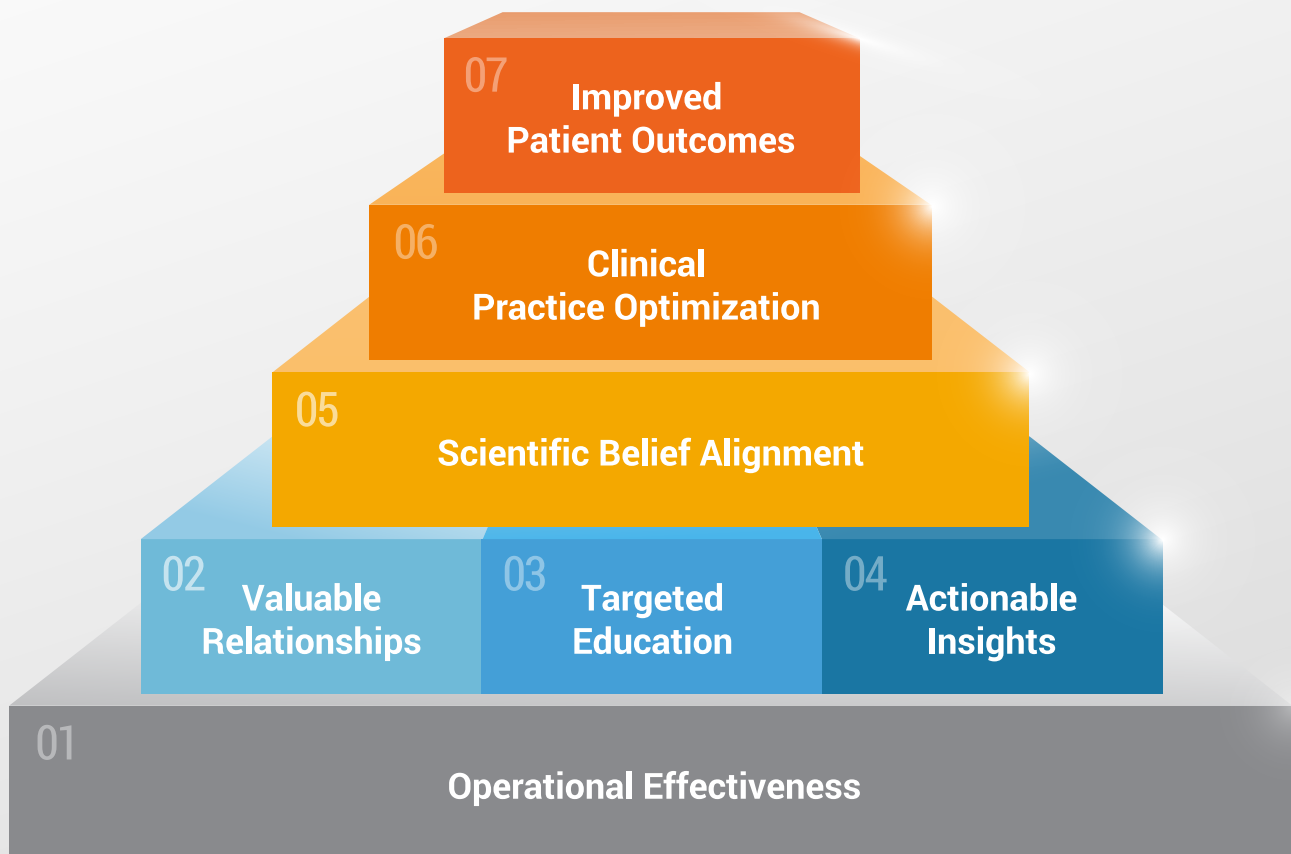 07
Improved
Patient Outcomes
06
Clinical
Practice Optimization
05
Scientific Belief Alignment
02
Valuable
Relationships
03
Targeted
Education
04
Actionable
Insights
01
Operational Effectiveness